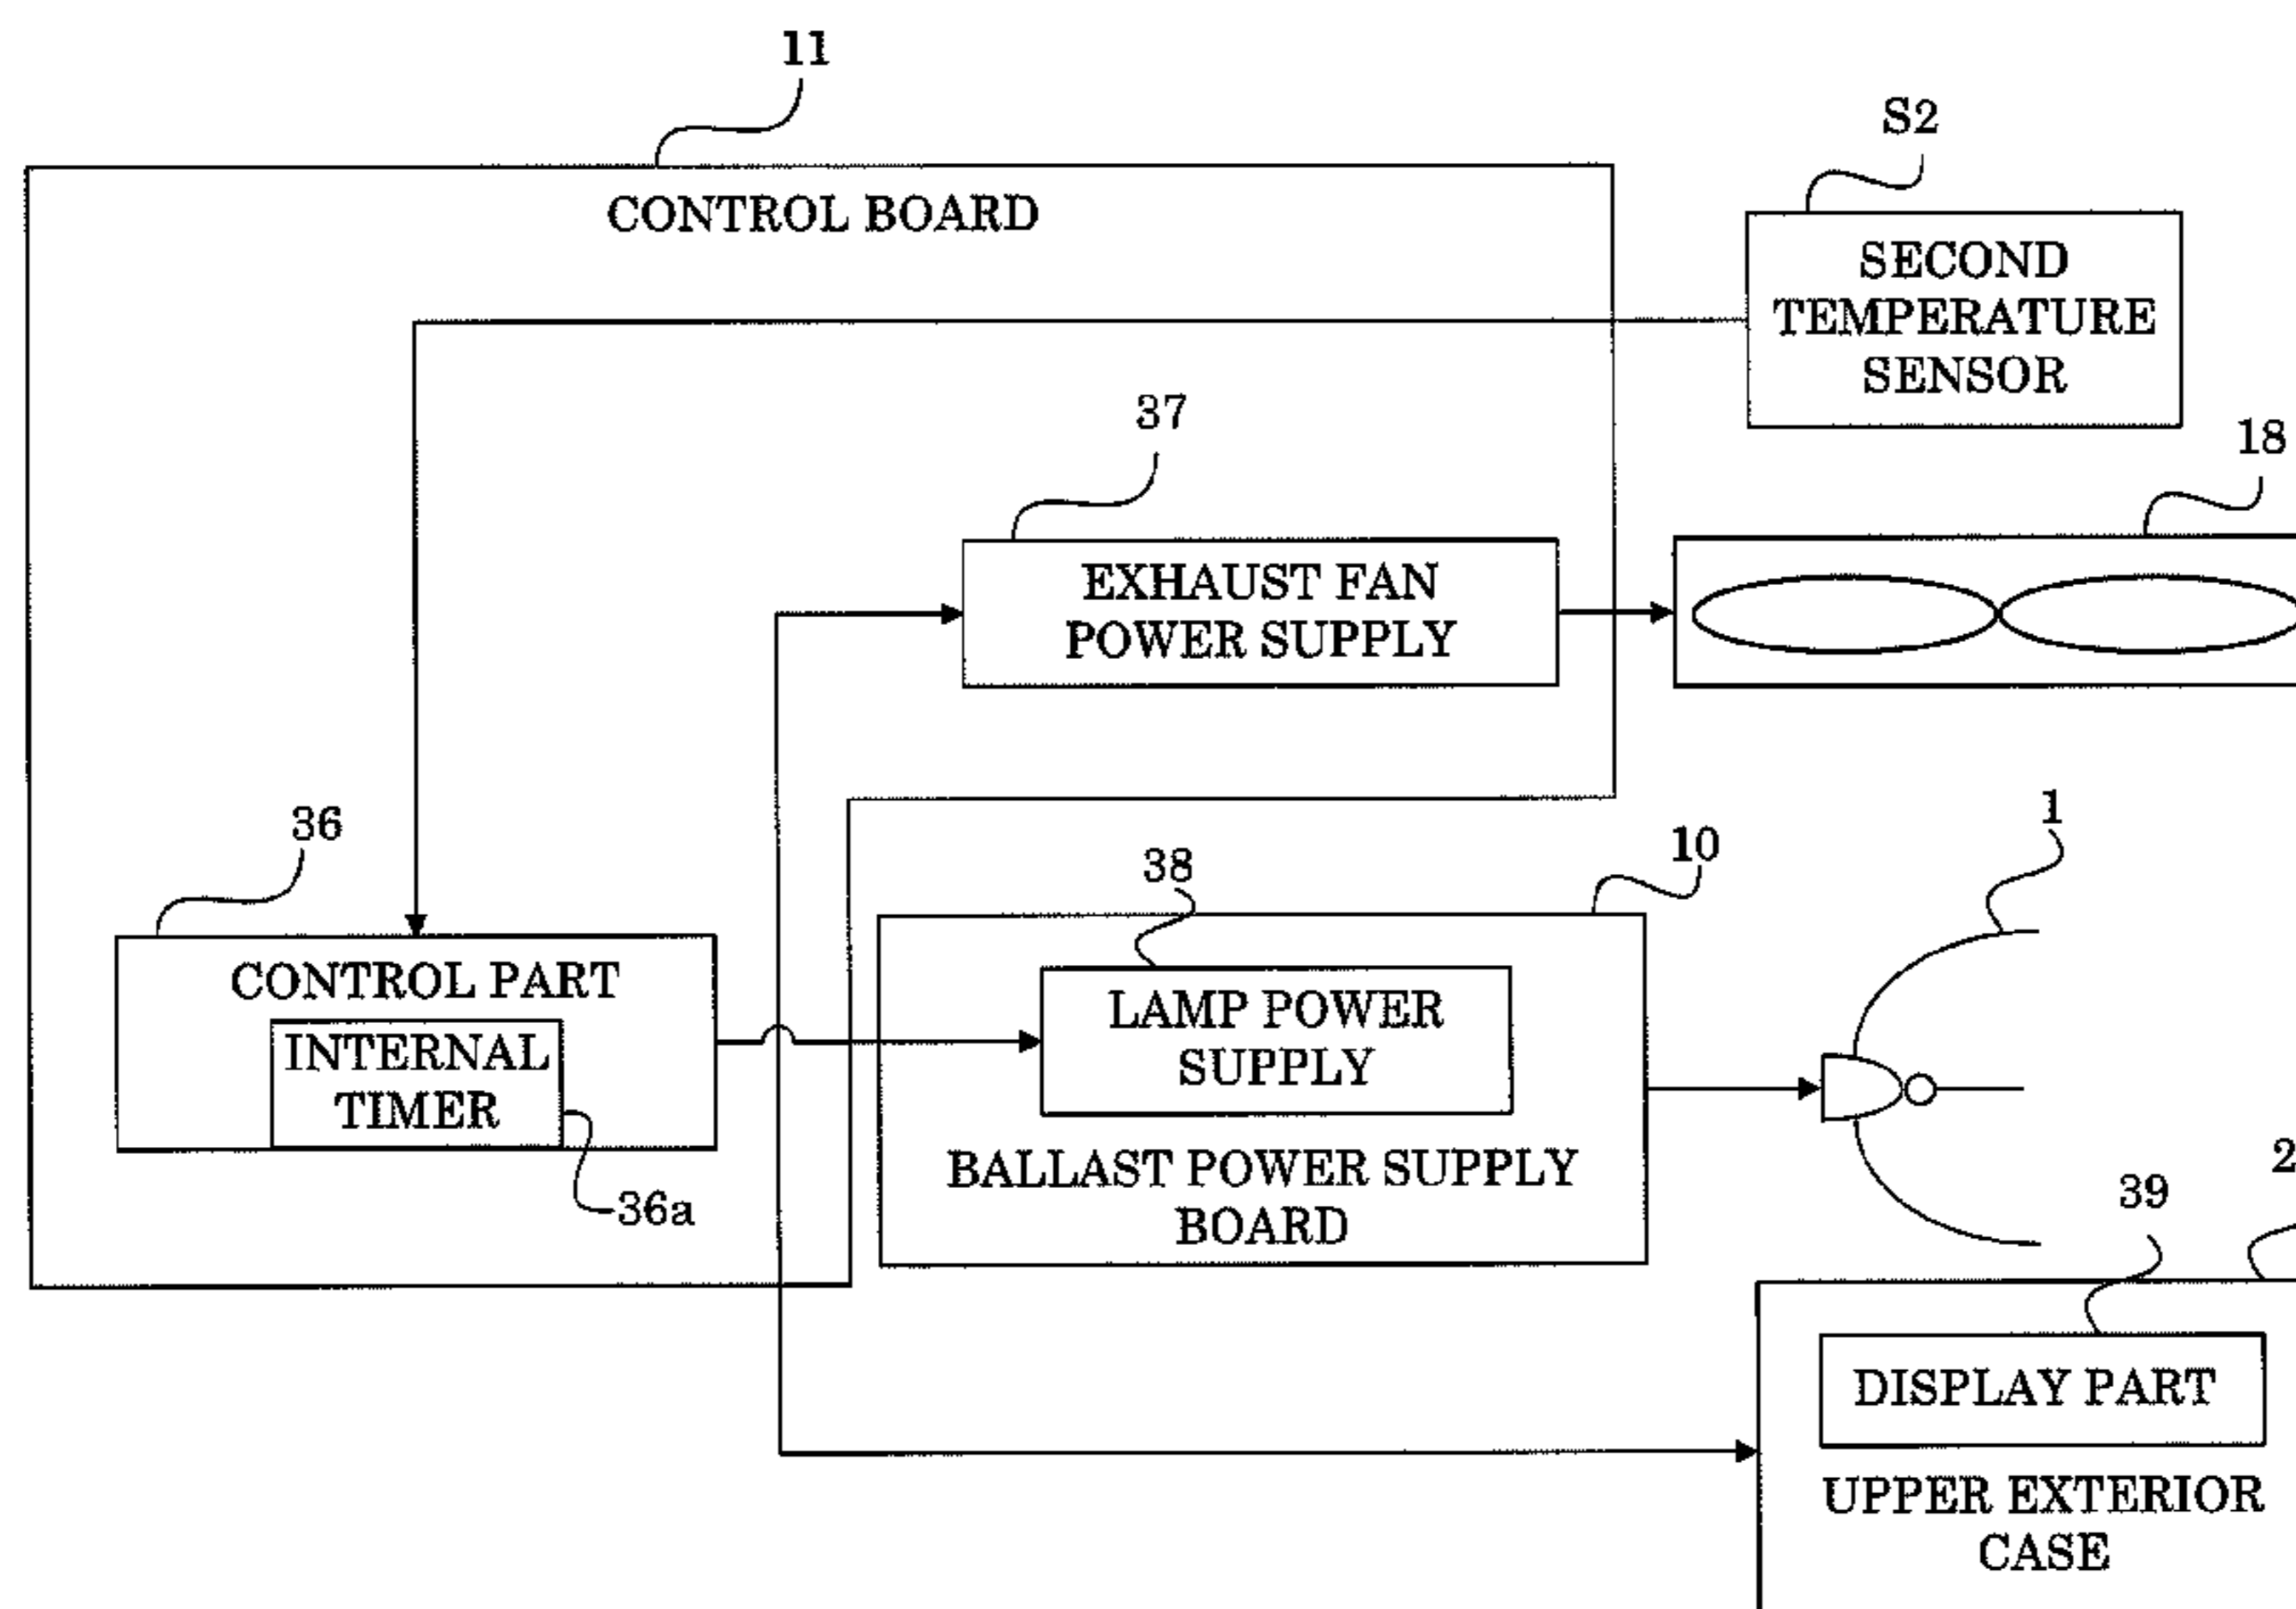 11
CONTROL BOARD
S2
SECOND
TEMPERATURE
SENSOR
37
EXHAUST FAN
POWER SUPPLY
18
36
CONTROL PART
INTERNAL
TIMER
36a
38
10
LAMP POWER
SUPPLY
BALLAST POWER SUPPLY
BOARD
1
39
2
DISPLAY PART
UPPER EXTERIOR
CASE